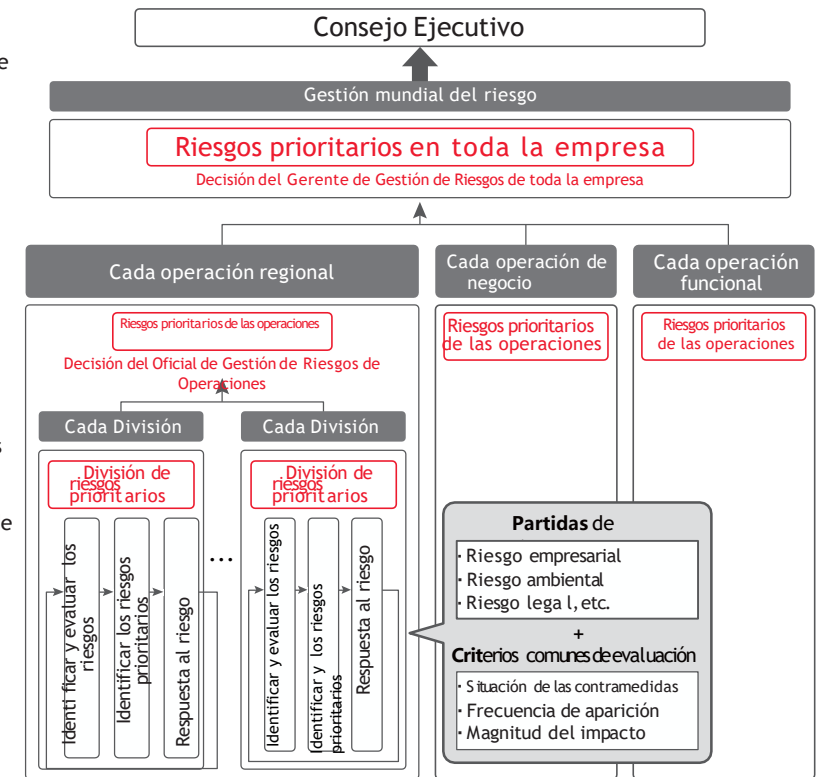 Consejo Ejecutivo
e
Gestión mundial del riesgo
Riesgos prioritarios en toda la empresa
Decisión del Gerente de Gestión de Riesgos de toda la empresa
Cada operación regional
Cada operación de
negocio
Cada operación
funcional
Riesgos prioritarios de las operaciones
Decisión del Oficial de Gestión de Riesgos de
Operaciones
Riesgos prioritarios
de las operaciones
Riesgos prioritarios
de las operaciones
Cada División
Cada División
s
e
División de
riesgos
prioritarios
División de
riesgos
prioritarios
Identificar y evaluar los
riesgos
Identificar los riesgos
prioritarios
Respuesta al riesgo
...
Identificar y evaluar los riesgos
Identificar y los riesgos
prioritarios
Respuesta al riesgo
Partidas de
· Riesgo empresarial
· Riesgo ambiental
· Riesgo legal, etc.
+
Criterios comunes de evaluación
· Situación de las contramedidas
· Frecuencia de aparición
· Magnitud del impacto